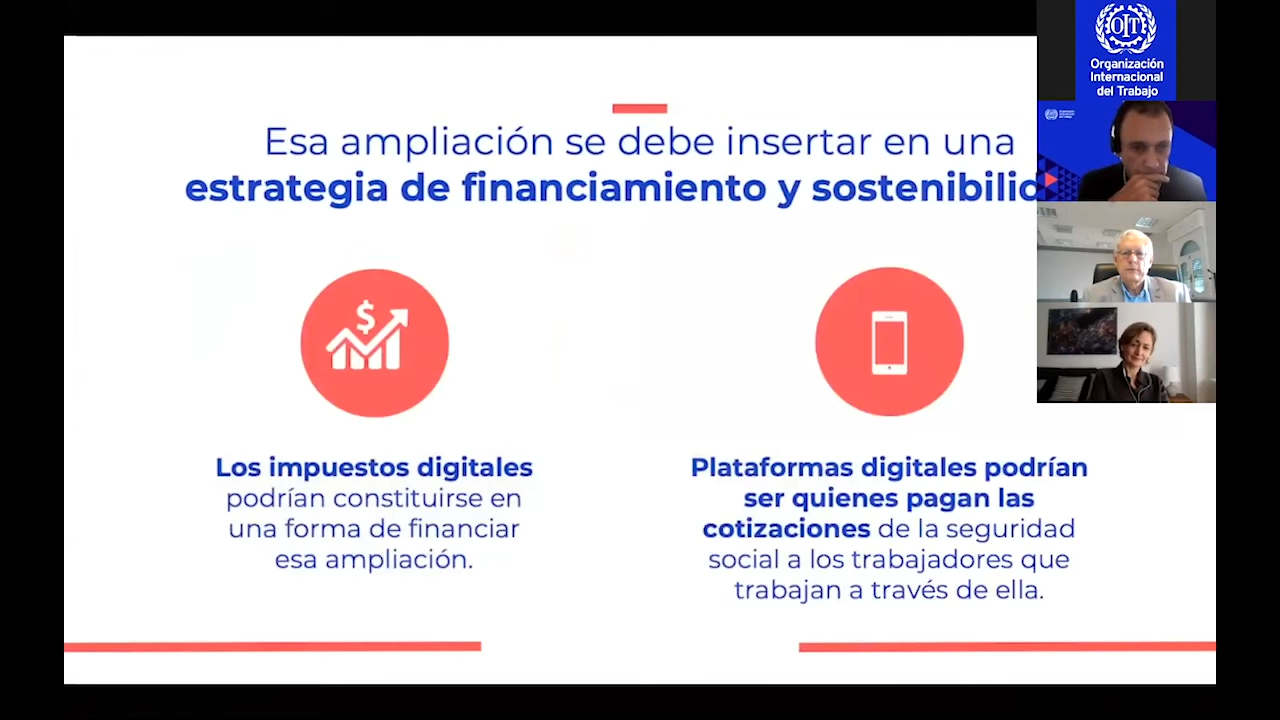 Esa ampliación se debe insertar en una
estrategia de financiamiento y
OIT
Organización
Internacional
del Trabajo
$
Los impuestos digitales
podrían constituirse en
una forma de financiar
esa ampliación.
Plataformas digitales podrían
ser quienes pagan las
cotizaciones de la seguridad
social a los trabajadores que
trabajan a través de ella.